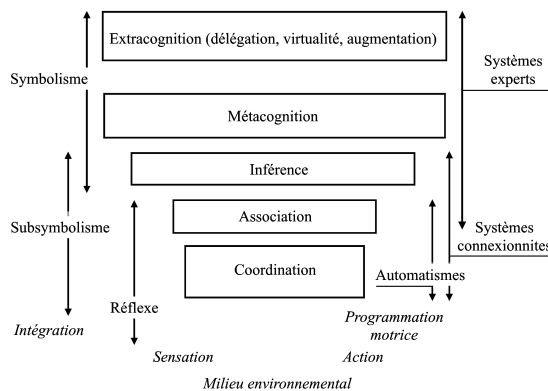 Extracognition (délégation, virtualité, augmentation)
Symbolisme
Systèmes
experts
Métacognition
Inférence
Association
Subsymbolisme
Systèmes
connexionnites
Coordination
Automatismes
Réflexe
Intégration
Programmation
motrice
Sensation
Action
Milieu environmental